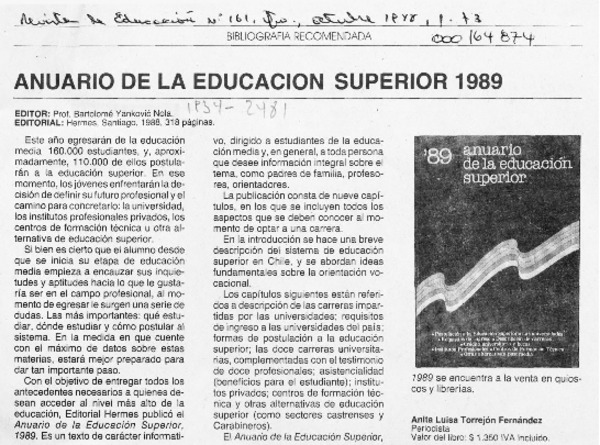 Revista de Educación Nº 161, Stgo., octubre 1988, p. 73
BIBLIOGRAFIA RECOMENDADA
000164874
ANUARIO DE LA EDUCACION SUPERIOR 1989
EDITOR: Prof. Bartolomé Yankovic Nola.
1934- 2481
EDITORIAL: Hermes, Santiago, 1988, 318 páginas.
Este año egresarán de la educación
media 160.000 estudiantes, y, apro-
ximadamente, 110.000 de ellos postula-
rán a la educación superior. En ese
momento, los jóvenes enfrentarán la de-
cisión de definir su futuro profesional y el
camino para concretarlo: la universidad,
los institutos profesionales privados, los
centros de formación técnica u otra al-
ternativa de educación superior.
Si bien es cierto que el alumno desde
que se inicia su etapa de educación
media empieza a encauzar sus inquie-
tudes y aptitudes hacia lo que le gusta-
ría ser en el campo profesional, al mo-
mento de egresar le surgen una serie de
dudas. Las más importantes: qué estu-
diar, dónde estudiar y cómo postular al
sistema. En la medida en que cuente
con el máximo de datos sobre estas
materias, estará mejor preparado para
dar tan importante paso.
Con el objetivo de entregar todos los
antecedentes necesarios a quienes de-
sean acceder al nivel más alto de la
educación, Editorial Hermes publicó el
Anuario de la Educación Superior,
1989. Es un texto de carácter informati-
vo, dirigido a estudiantes de la educa-
ción media y, en general, a toda persona
que desee información integral sobre el
tema, como padres de familia, profeso-
res, orientadores.
La publicación consta de nueve capí-
tulos, en los que se incluyen todos los
aspectos que se deben conocer al mo-
mento de optar a una carrera.
En la introducción se hace una breve
descripción del sistema de educación
superior en Chile, y se abordan ideas
fundamentales sobre la orientación vo-
cacional.
Los capítulos siguientes están referi-
dos a descripción de las carreras impar-
tidas por las universidades; requisitos
de ingreso a las universidades del país;
formas de postulación a la educación
superior; las doce carreras universita-
rias, complementadas con el testimonio
de doce profesionales; asistencialidad
(beneficios para el estudiante); institu-
tos privados; centros de formación téc-
nica y otras alternativas de educación
superior (como sectores castrenses y
Carabineros).
El Anuario de la Educación Superior,
'89 anuario
de la educación
superior
1989 se encuentra a la venta en quios-
cos y librerías.
Anita Luisa Torrejón Fernández
Periodista
Valor del libro: $ 1.350 IVA incluido.